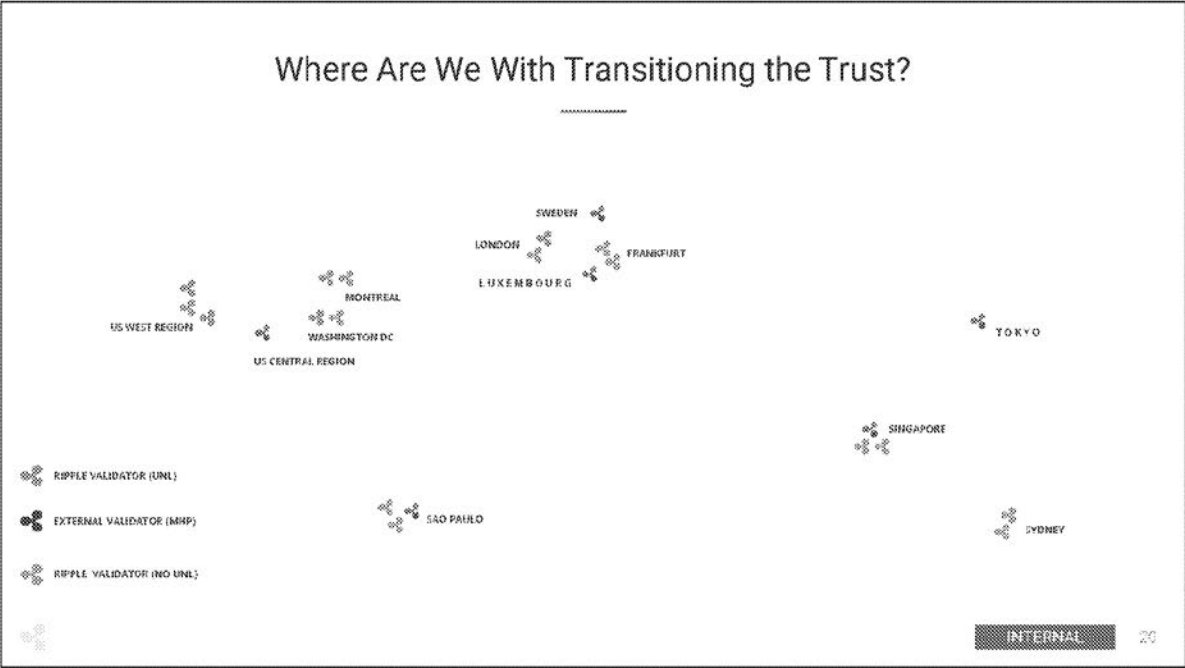 Where Are We With Transitioning the Trust?
SWEDEN
LONDON
FRANKFURT
LUXEMBOURG
MONTREAL
US WEST REGION
WASHINGTON DC
TOKYO
US CENTRAL REGION
SINGAPORE
RIPPLE VALIDATOR (UNL)
EXTERNAL VALIDATOR (MHP)
SAO PAULO
SYDNEY
RIPPLE VALIDATOR (NO UNL)
INTERNAL 20